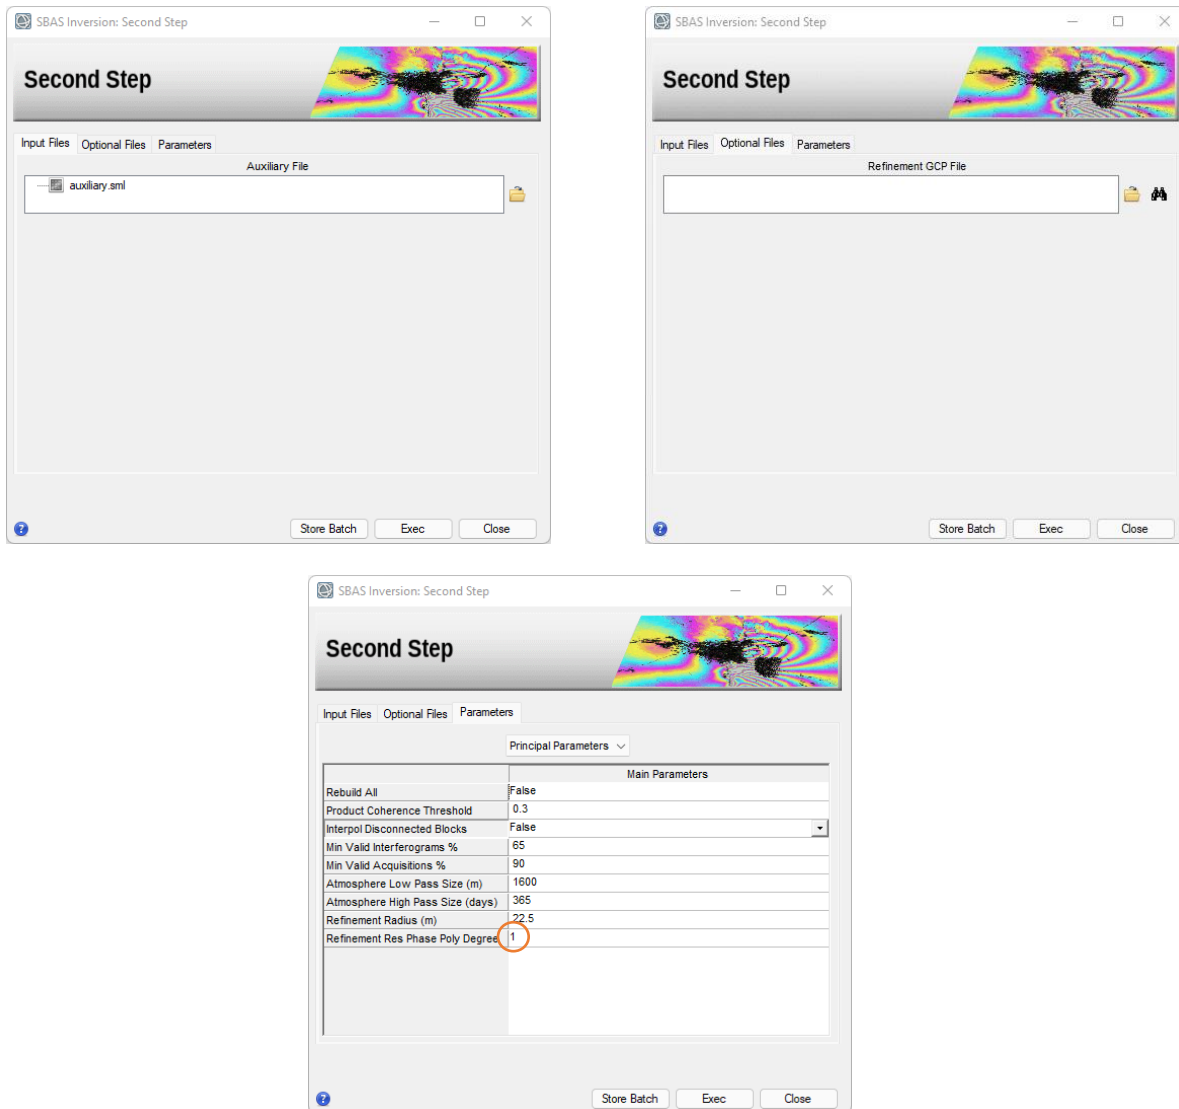 SBAS Inversion: Second Step
Second Step
Input Files Optional Files Parameters
Auxiliary File
auxiliary.sml
Store Batch Exec Close
SBAS Inversion: Second Step
Second Step
Input Files Optional Files Parameters
Refinement GCP File
Store Batch Exec Close
SBAS Inversion: Second Step
Second Step
Input Files Optional Files Parameters
Principal Parameters
Main Parameters
Rebuild All False
Product Coherence Threshold 0.3
Interpol Disconnected Blocks False
Min Valid Interferograms % 65
Min Valid Acquisitions % 90
Atmosphere Low Pass Size (m) 1600
Atmosphere High Pass Size (days) 365
Refinement Radius (m) 22.5
Refinement Res Phase Poly Degree 1
Store Batch Exec Close